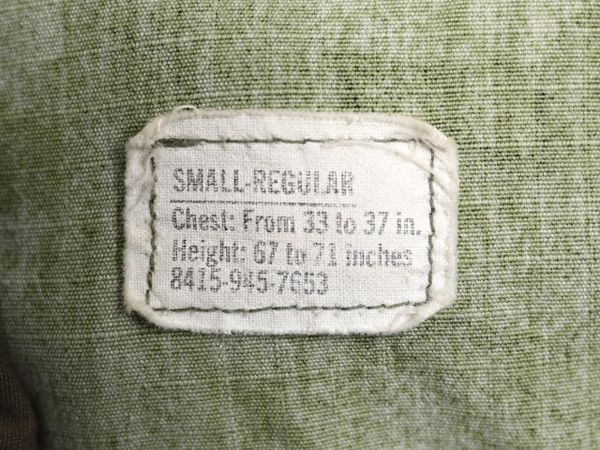 SMALL-REGULAR
Chest: From 33 to 37 in.
Height: 67 to 71 inches
8415-945-7653